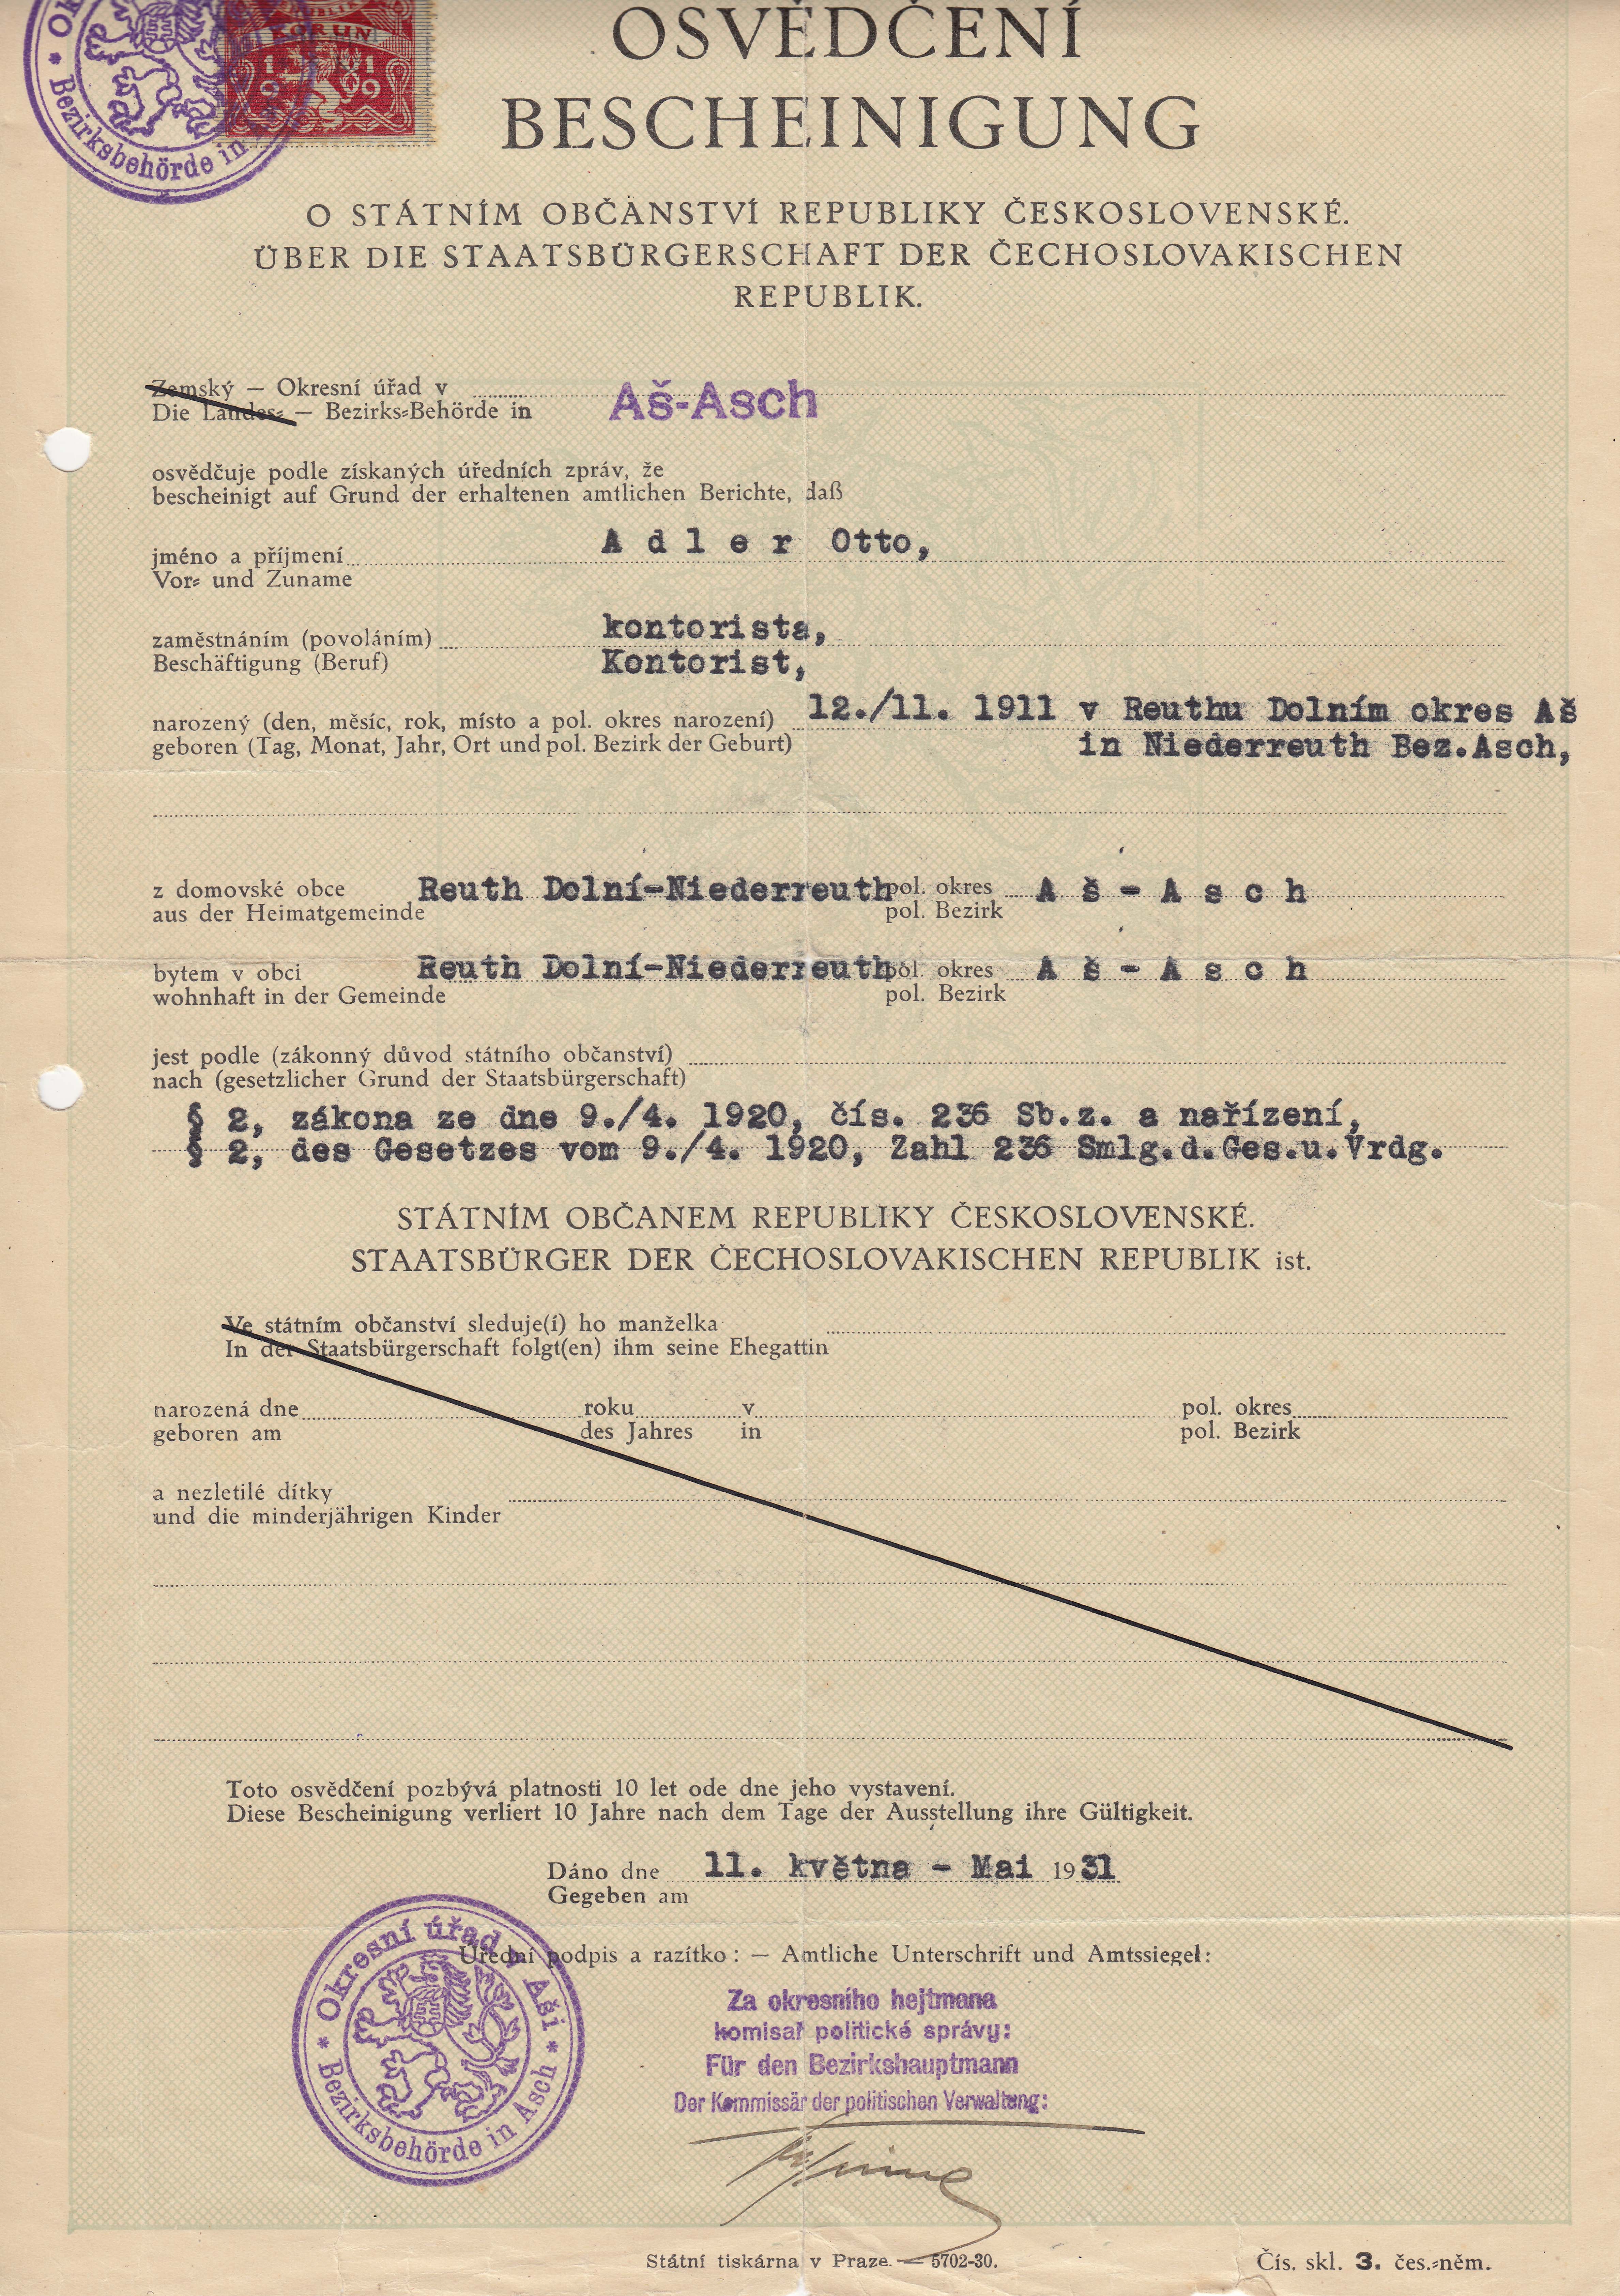 Bezirksbehörde in
KORUN
1919
OSVĚDČENÍ
BESCHEINIGUNG
O STÁTNÍM OBČANSTVÍ REPUBLIKY ČESKOSLOVENSKÉ.
ÜBER DIE STAATSBÜRGERSCHAFT DER ČECHOSLOVAKISCHEN
REPUBLIK.
Zemský — Okresní úřad v
Die Landes- — Bezirks-Behörde in
Aš-Asch
osvědčuje podle získaných úředních zpráv, že
bescheinigt auf Grund der erhaltenen amtlichen Berichte, daß
jméno a příjmení A d l e r Otto,
Vor- und Zuname
zaměstnáním (povoláním) kontorista,
Beschäftigung (Beruf) Kontorist,
narozený (den, měsíc, rok, místo a pol. okres narození) 12./11. 1911 v Reuthu Dolním okres Aš
geboren (Tag, Monat, Jahr, Ort und pol. Bezirk der Geburt) in Niederreuth Bez.Asch,
z domovské obce Reuth Dolní-Niederreuth pol. okres A š - A s c h
aus der Heimatgemeinde pol. Bezirk
bytem v obci Reuth Dolní-Niederreuth pol. okres A š - A s c h
wohnhaft in der Gemeinde pol. Bezirk
jest podle (zákonný důvod státního občanství)
nach (gesetzlicher Grund der Staatsbürgerschaft)
§ 2, zákona ze dne 9./4. 1920, čís. 236 Sb.z. a nařízení,
§ 2, des Gesetzes vom 9./4. 1920, Zahl 236 Smlg.d.Ges.u.Vrdg.
STÁTNÍM OBČANEM REPUBLIKY ČESKOSLOVENSKÉ.
STAATSBÜRGER DER ČECHOSLOVAKISCHEN REPUBLIK ist.
Ve státním občanství sleduje(í) ho manželka
In der Staatsbürgerschaft folgt(en) ihm seine Ehegattin
narozená dne roku v pol. okres
geboren am des Jahres in pol. Bezirk
a nezletilé dítky
und die minderjährigen Kinder
Toto osvědčení pozbývá platnosti 10 let ode dne jeho vystavení.
Diese Bescheinigung verliert 10 Jahre nach dem Tage der Ausstellung ihre Gültigkeit.
Dáno dne 11. května - Mai 1931
Gegeben am
Úřední podpis a razítko: — Amtliche Unterschrift und Amtssiegel:
Okresní úřad v Aši
Bezirksbehörde in Asch
Za okresního hejtmana
komisař politické správy:
Für den Bezirkshauptmann
Der Kommissär der politischen Verwaltung:
Státní tiskárna v Praze. — 5702-30.
Čís. skl. 3. čes.-něm.